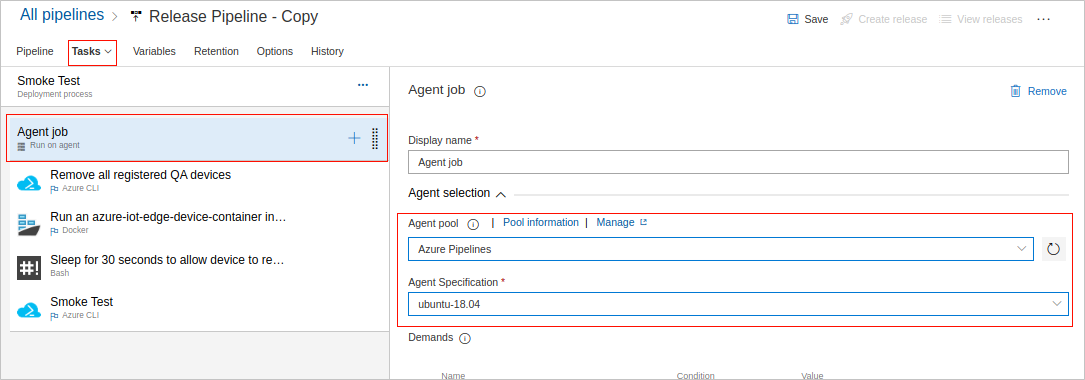 All pipelines > Release Pipeline - Copy
Save Create release View releases ...
Pipeline Tasks Variables Retention Options History
Smoke Test ...
Deployment process
Agent job
Run on agent
Remove all registered QA devices
Azure CLI
Run an azure-iot-edge-device-container in…
Docker
#!
Sleep for 30 seconds to allow device to re…
Bash
Smoke Test
Azure CLI
Agent job
Remove
Display name *
Agent job
Agent selection
Agent pool | Pool information | Manage
Azure Pipelines
Agent Specification *
ubuntu-18.04
Demands
Name Condition Value